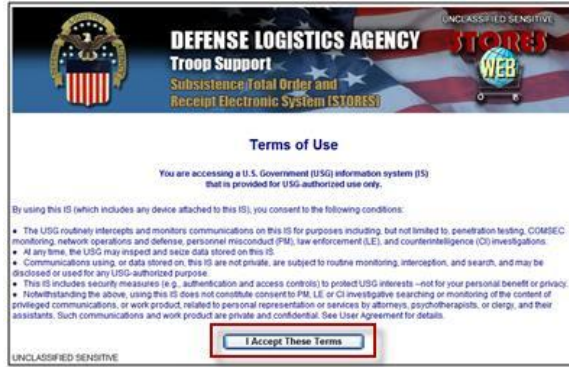 UNCLASSIFIED SENSITIVE
DEFENSE LOGISTICS AGENCY
STORES
Troop Support
WEB
Subsistence Total Order and
Receipt Electronic System (STORES)
Terms of Use
You are accessing a U.S. Government (USG) information system (IS)
that is provided for USG-authorized use only.
By using this IS (which includes any device attached to this IS), you consent to the following conditions:
• The USG routinely intercepts and monitors communications on this IS for purposes including, but not limited to, penetration testing, COMSEC
monitoring, network operations and defense, personnel misconduct (PM), law enforcement (LE), and counterintelligence (CI) investigations.
• At any time, the USG may inspect and seize data stored on this IS.
• Communications using, or data stored on, this IS are not private, are subject to routine monitoring, interception, and search, and may be
disclosed or used for any USG-authorized purpose.
• This IS includes security measures (e.g., authentication and access controls) to protect USG interests --not for your personal benefit or privacy.
• Notwithstanding the above, using this IS does not constitute consent to PM, LE or CI investigative searching or monitoring of the content of
privileged communications, or work product, related to personal representation or services by attorneys, psychotherapists, or clergy, and their
assistants. Such communications and work product are private and confidential. See User Agreement for details.
I Accept These Terms
UNCLASSIFIED SENSITIVE